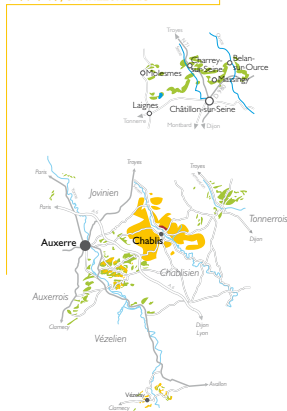 Troyes
Belan-
sur-Ource
Charrey-
sur-Seine
Molesmes
Massingy
Laignes
Châtillon-sur-Seine
Tonnerre
Montbard
Dijon
Troyes
Troyes
Paris
Jovinien
Paris
Tonnerrois
Auxerre
Chablis
Dijon
Chablisien
Auxerrois
Dijon
Lyon
Clamecy
Vézelien
Avallon
Vézelay
Clamecy